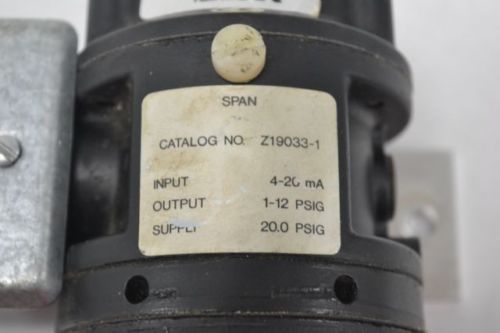 SPAN
CATALOG NO. Z19033-1
INPUT 4-20 mA
OUTPUT 1-12 PSIG
SUPPLY 20.0 PSIG